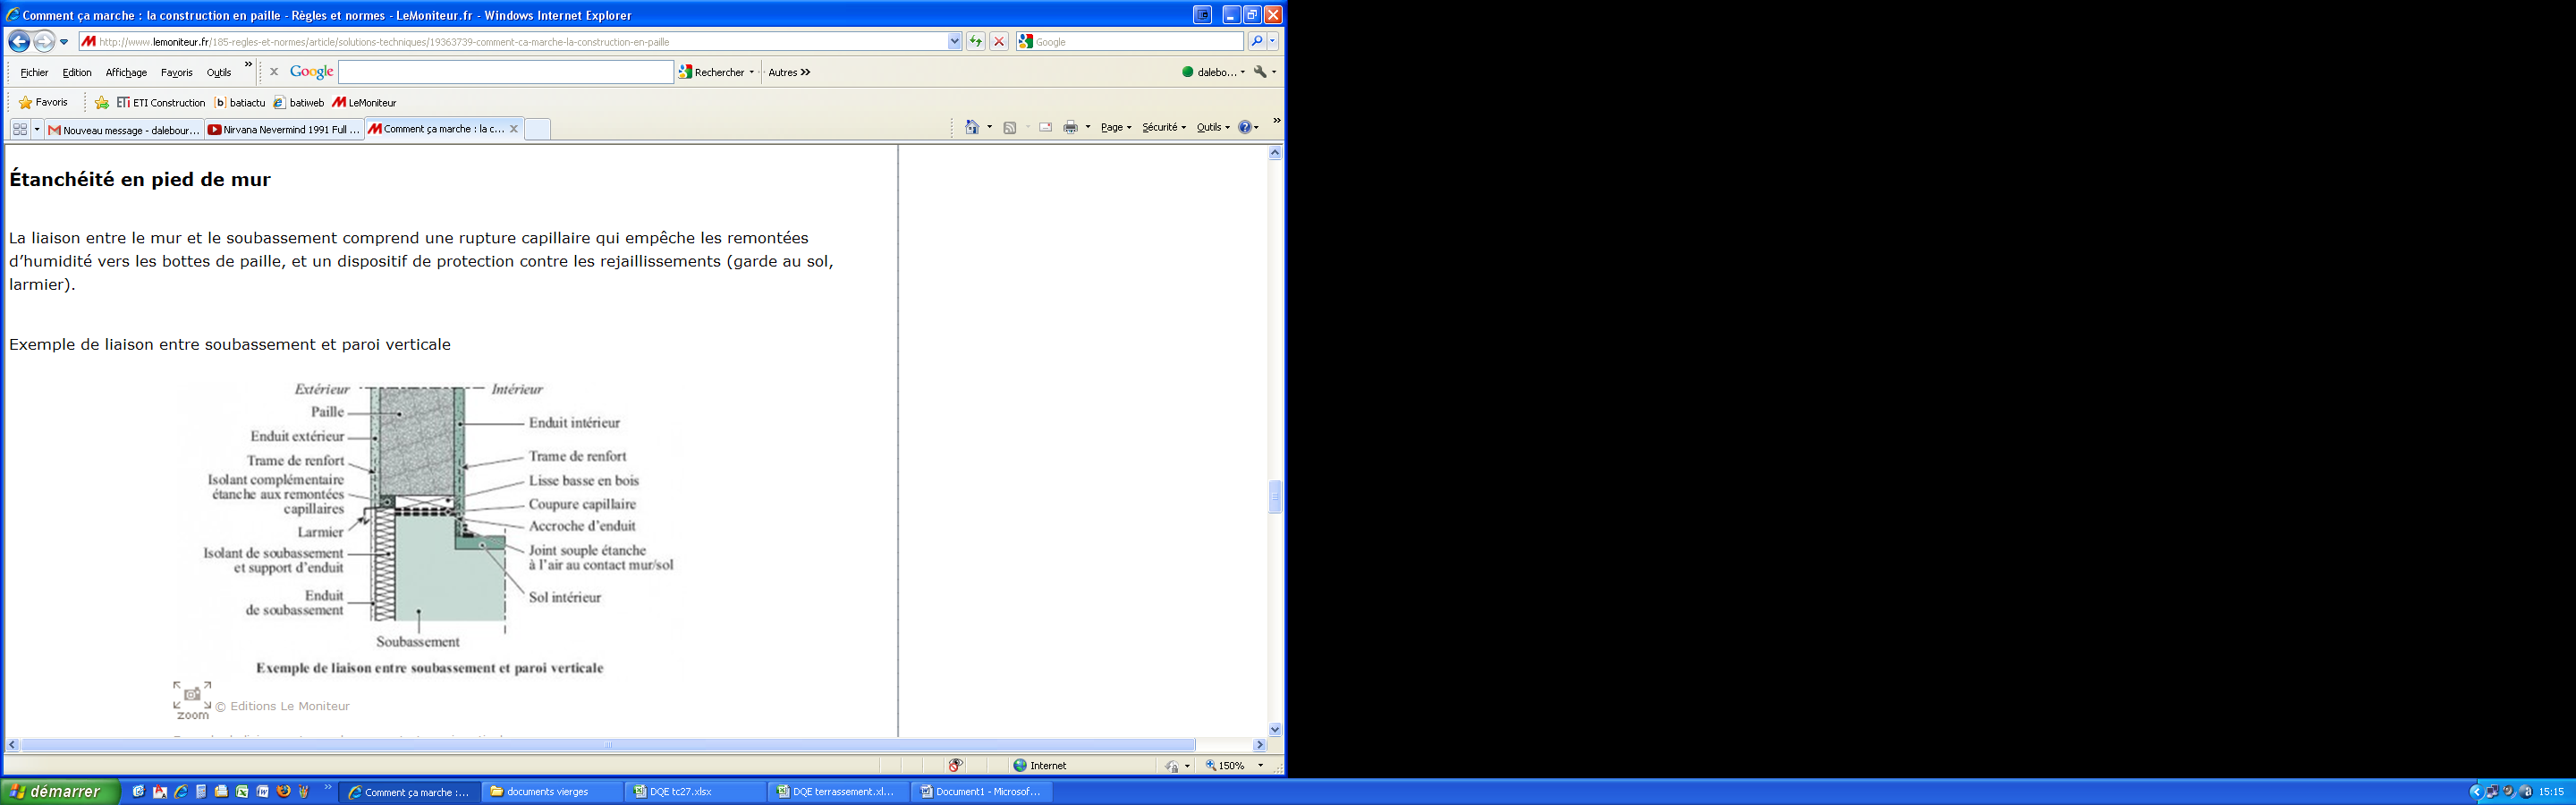 Comment ça marche : la construction en paille - Règles et normes - LeMoniteur.fr - Windows Internet Explorer
http://www.lemoniteur.fr/185-regles-et-normes/article/solutions-techniques/19363739-comment-ca-marche-la-construction-en-paille
Google
Fichier Edition Affichage Favoris Outils » x Google Rechercher Autres » dalebo...
Favoris ETI Construction batiactu batiweb LeMoniteur
Nouveau message - dalebour... Nirvana Nevermind 1991 Full ... Comment ça marche : la c... Page Sécurité Outils »
Étanchéité en pied de mur
La liaison entre le mur et le soubassement comprend une rupture capillaire qui empêche les remontées
d’humidité vers les bottes de paille, et un dispositif de protection contre les rejaillissements (garde au sol,
larmier).
Exemple de liaison entre soubassement et paroi verticale
Extérieur
Intérieur
Paille
Enduit extérieur
Trame de renfort
Isolant complémentaire
étanche aux remontées
capillaires
Larmier
Isolant de soubassement
et support d’enduit
Enduit
de soubassement
Soubassement
Enduit intérieur
Trame de renfort
Lisse basse en bois
Coupure capillaire
Accroche d’enduit
Joint souple étanche
à l’air au contact mur/sol
Sol intérieur
Exemple de liaison entre soubassement et paroi verticale
zoom
© Editions Le Moniteur
Internet 150%
démarrer » Comment ça marche :... documents vierges DQE tc27.xlsx DQE terrassement.xl... Document1 - Microsof... 15:15